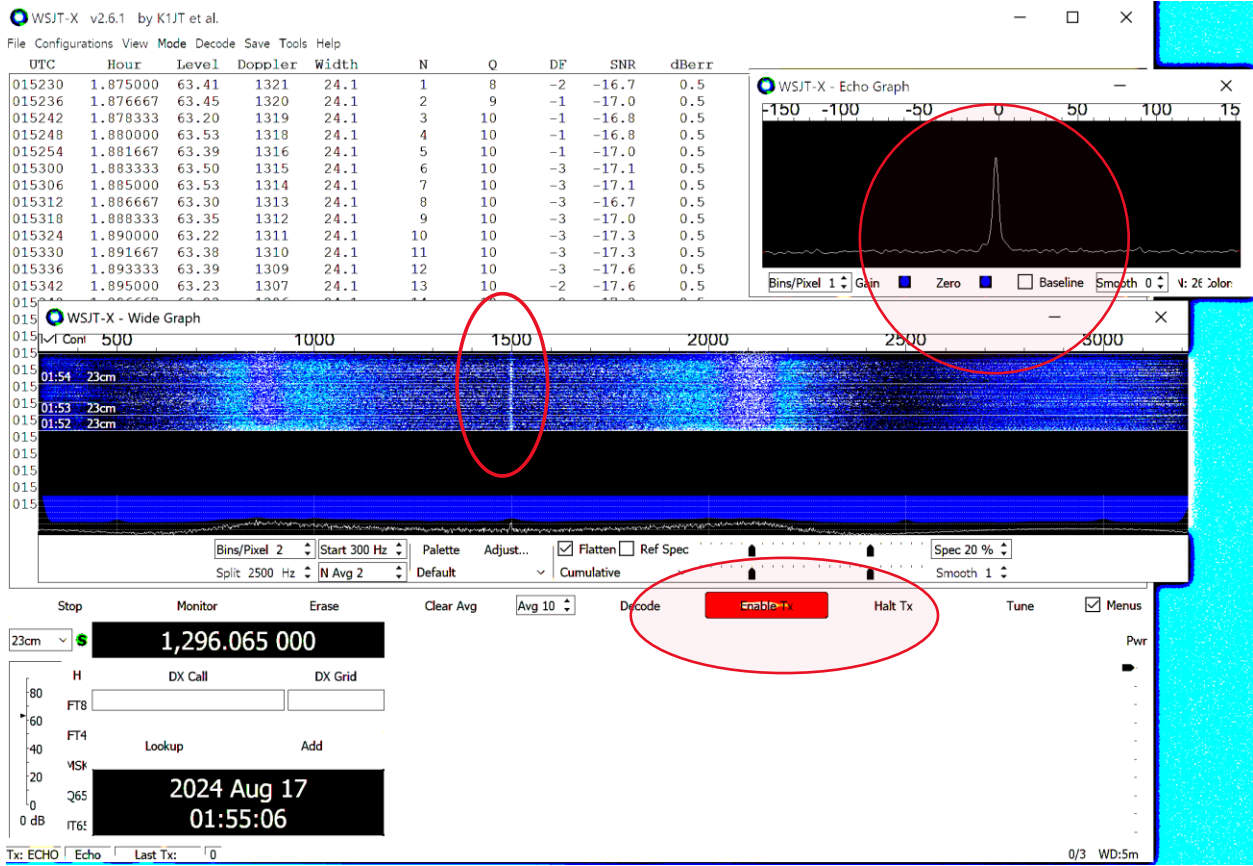 WSJT-X v2.6.1 by K1JT et al.
File Configurations View Mode Decode Save Tools Help
UTC Hour Level Doppler Width N Q DF SNR dBerr
015230 1.875000 63.41 1321 24.1 1 8 -2 -16.7 0.5
015236 1.876667 63.45 1320 24.1 2 9 -1 -17.0 0.5
015242 1.878333 63.20 1319 24.1 3 10 -1 -16.8 0.5
015248 1.880000 63.53 1318 24.1 4 10 -1 -16.8 0.5
015254 1.881667 63.39 1316 24.1 5 10 -1 -17.0 0.5
015300 1.883333 63.50 1315 24.1 6 10 -3 -17.1 0.5
015306 1.885000 63.53 1314 24.1 7 10 -3 -17.1 0.5
015312 1.886667 63.30 1313 24.1 8 10 -3 -16.7 0.5
015318 1.888333 63.35 1312 24.1 9 10 -3 -17.0 0.5
015324 1.890000 63.22 1311 24.1 10 10 -3 -17.3 0.5
015330 1.891667 63.38 1310 24.1 11 10 -3 -17.3 0.5
015336 1.893333 63.39 1309 24.1 12 10 -3 -17.6 0.5
015342 1.895000 63.23 1307 24.1 13 10 -2 -17.6 0.5
WSJT-X - Echo Graph
-150 -100 -50 0 50 100 15
Bins/Pixel 1 Gain Zero Baseline Smooth 0 N: 26 Color:
WSJT-X - Wide Graph
Cont 500 1000 1500 2000 2500 3000
01:54 23cm
01:53 23cm
01:52 23cm
Bins/Pixel 2 Start 300 Hz Palette Adjust... Flatten Ref Spec Spec 20 %
Split 2500 Hz N Avg 2 Default Cumulative Smooth 1
Stop Monitor Erase Clear Avg Avg 10 Decode Enable Tx Halt Tx Tune Menus
23cm S 1,296.065 000 Pwr
H DX Call DX Grid
80
FT8
60
FT4
40
Lookup Add
MSK
20
Q65
2024 Aug 17
0
01:55:06
0 dB
JT65
Tx: ECHO Echo Last Tx: 0 0/3 WD:5m